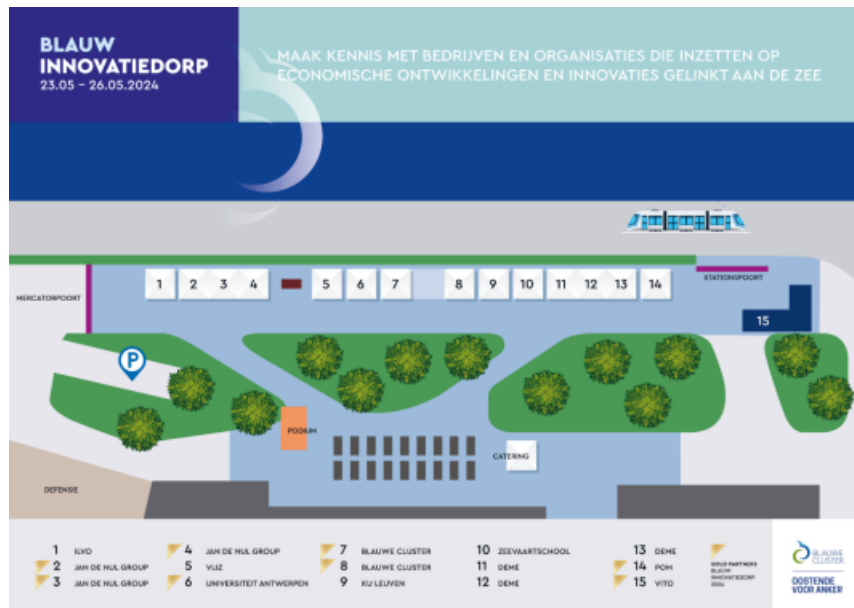 BLAUW
INNOVATIEDORP
23.05 – 26.05.2024
MAAK KENNIS MET BEDRIJVEN EN ORGANISATIES DIE INZETTEN OP
ECONOMISCHE ONTWIKKELINGEN EN INNOVATIES GELINKT AAN DE ZEE
MERCATORPOORT
1 2 3 4 5 6 7 8 9 10 11 12 13 14
STATIONSPOORT
15
P
PODIUM
CATERING
DEFENSIE
1 ILVO
2 JAN DE NUL GROUP
3 JAN DE NUL GROUP
4 JAN DE NUL GROUP
5 VLIZ
6 UNIVERSITEIT ANTWERPEN
7 BLAUWE CLUSTER
8 BLAUWE CLUSTER
9 KU LEUVEN
10 ZEEVAARTSCHOOL
11 DEME
12 DEME
13 DEME
14 POM
15 VITO
GOLD PARTNERS
BLAUW
INNOVATIEDORP
2024
BLAUWE
CLUSTER
OOSTENDE
VOOR ANKER